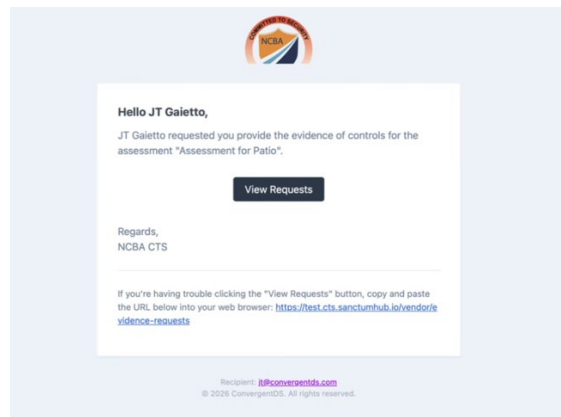 COMMITTED TO SECURITY
NCBA
Hello JT Gaietto,
JT Gaietto requested you provide the evidence of controls for the
assessment "Assessment for Patio".
View Requests
Regards,
NCBA CTS
If you're having trouble clicking the "View Requests" button, copy and paste
the URL below into your web browser: https://test.cts.sanctumhub.io/vendor/e
vidence-requests
Recipient: jt@convergentds.com
© 2026 ConvergentDS. All rights reserved.